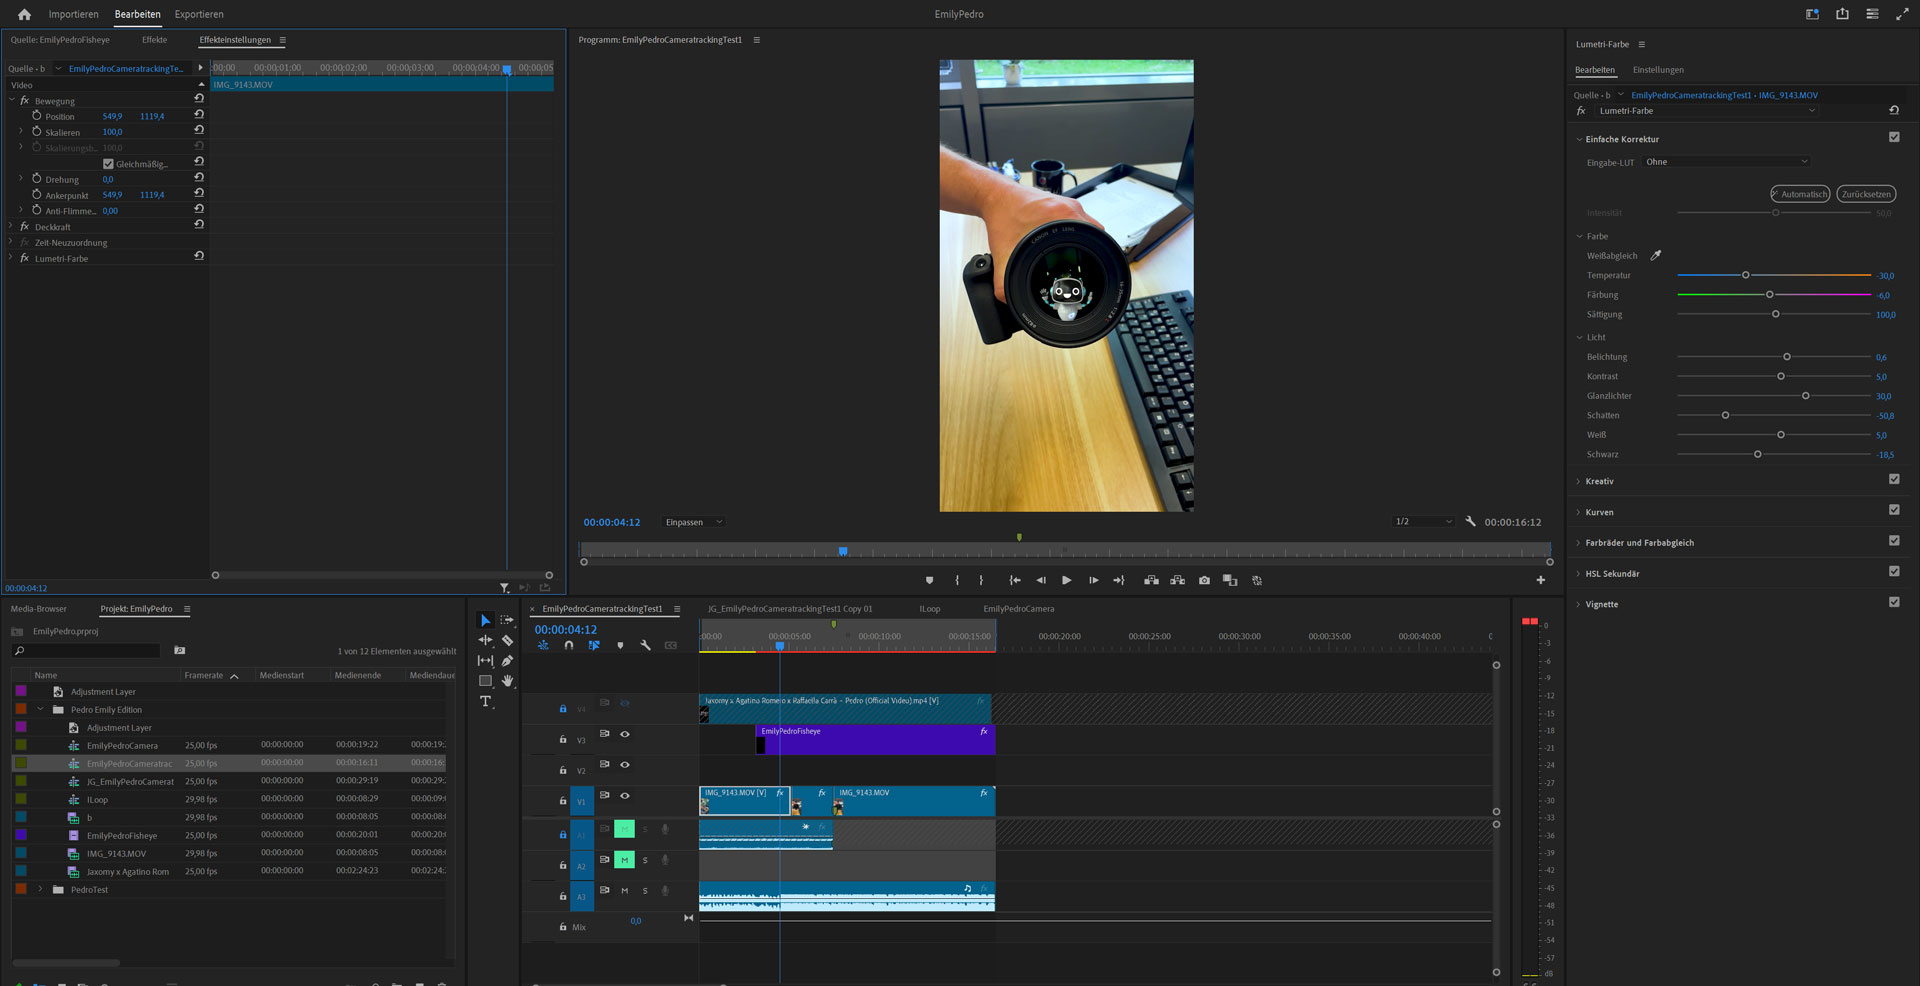 Importieren
Bearbeiten
Exportieren
EmilyPedro
Quelle: EmilyPedroFisheye
Effekte
Effekteinstellungen
Quelle • b
EmilyPedroCameratrackingTe...
:00:00
00:00:01:00
00:00:02:00
00:00:03:00
00:00:04:00
00:00:05
Video
IMG_9143.MOV
fx Bewegung
Position 549,9 1119,4
Skalieren 100,0
Skalierungsb... 100,0
Gleichmäßig...
Drehung 0,0
Ankerpunkt 549,9 1119,4
Anti-Flimme... 0,00
fx Deckkraft
fx Zeit-Neuzuordnung
fx Lumetri-Farbe
00:00:04:12
Programm: EmilyPedroCameratrackingTest1
CANON EF LENS
00:00:04:12
Einpassen
1/2
00:00:16:12
Lumetri-Farbe
Bearbeiten
Einstellungen
Quelle • b
EmilyPedroCameratrackingTest1 • IMG_9143.MOV
fx Lumetri-Farbe
Einfache Korrektur
Eingabe-LUT Ohne
Automatisch
Zurücksetzen
Intensität 50,0
Farbe
Weißabgleich
Temperatur -30,0
Färbung -6,0
Sättigung 100,0
Licht
Belichtung 0,6
Kontrast 5,0
Glanzlichter 30,0
Schatten -50,8
Weiß 5,0
Schwarz -18,5
Kreativ
Kurven
Farbräder und Farbabgleich
HSL Sekundär
Vignette
Media-Browser
Projekt: EmilyPedro
EmilyPedro.prproj
1 von 12 Elementen ausgewählt
Name Framerate Medienstart Medienende Mediendaue
Adjustment Layer
Pedro Emily Edition
Adjustment Layer
EmilyPedroCamera 25,00 fps 00:00:00:00 00:00:19:22 00:00:19:
EmilyPedroCameratrac 25,00 fps 00:00:00:00 00:00:16:11 00:00:16:
JG_EmilyPedroCamerat 25,00 fps 00:00:00:00 00:00:29:19 00:00:29:
ILoop 29,98 fps 00:00:00:00 00:00:08:29 00:00:09:
b 29,98 fps 00:00:00:00 00:00:08:05 00:00:08:
EmilyPedroFisheye 25,00 fps 00:00:00:00 00:00:20:01 00:00:20:
IMG_9143.MOV 29,98 fps 00:00:00:00 00:00:08:05 00:00:08:
Jaxomy x Agatino Rom 25,00 fps 00:00:00:00 00:02:24:23 00:02:24:
PedroTest
T
EmilyPedroCameratrackingTest1
JG_EmilyPedroCameratrackingTest1 Copy 01
ILoop
EmilyPedroCamera
00:00:04:12
:00:00
00:00:05:00
00:00:10:00
00:00:15:00
00:00:20:00
00:00:25:00
00:00:30:00
00:00:35:00
00:00:40:00
V4
Jaxomy x Agatino Romero x Raffaella Carrà - Pedro (Official Video).mp4 [V] fx
V3
EmilyPedroFisheye fx
V2
V1
IMG_9143.MOV [V] fx
fx
IMG_9143.MOV fx
A1 M S
fx
A2 M S
A3 M S
fx
Mix 0,0
0
-3
-6
-9
-12
-15
-18
-21
-24
-27
-30
-33
-36
-39
-42
-45
-48
-51
-54
-57
dB